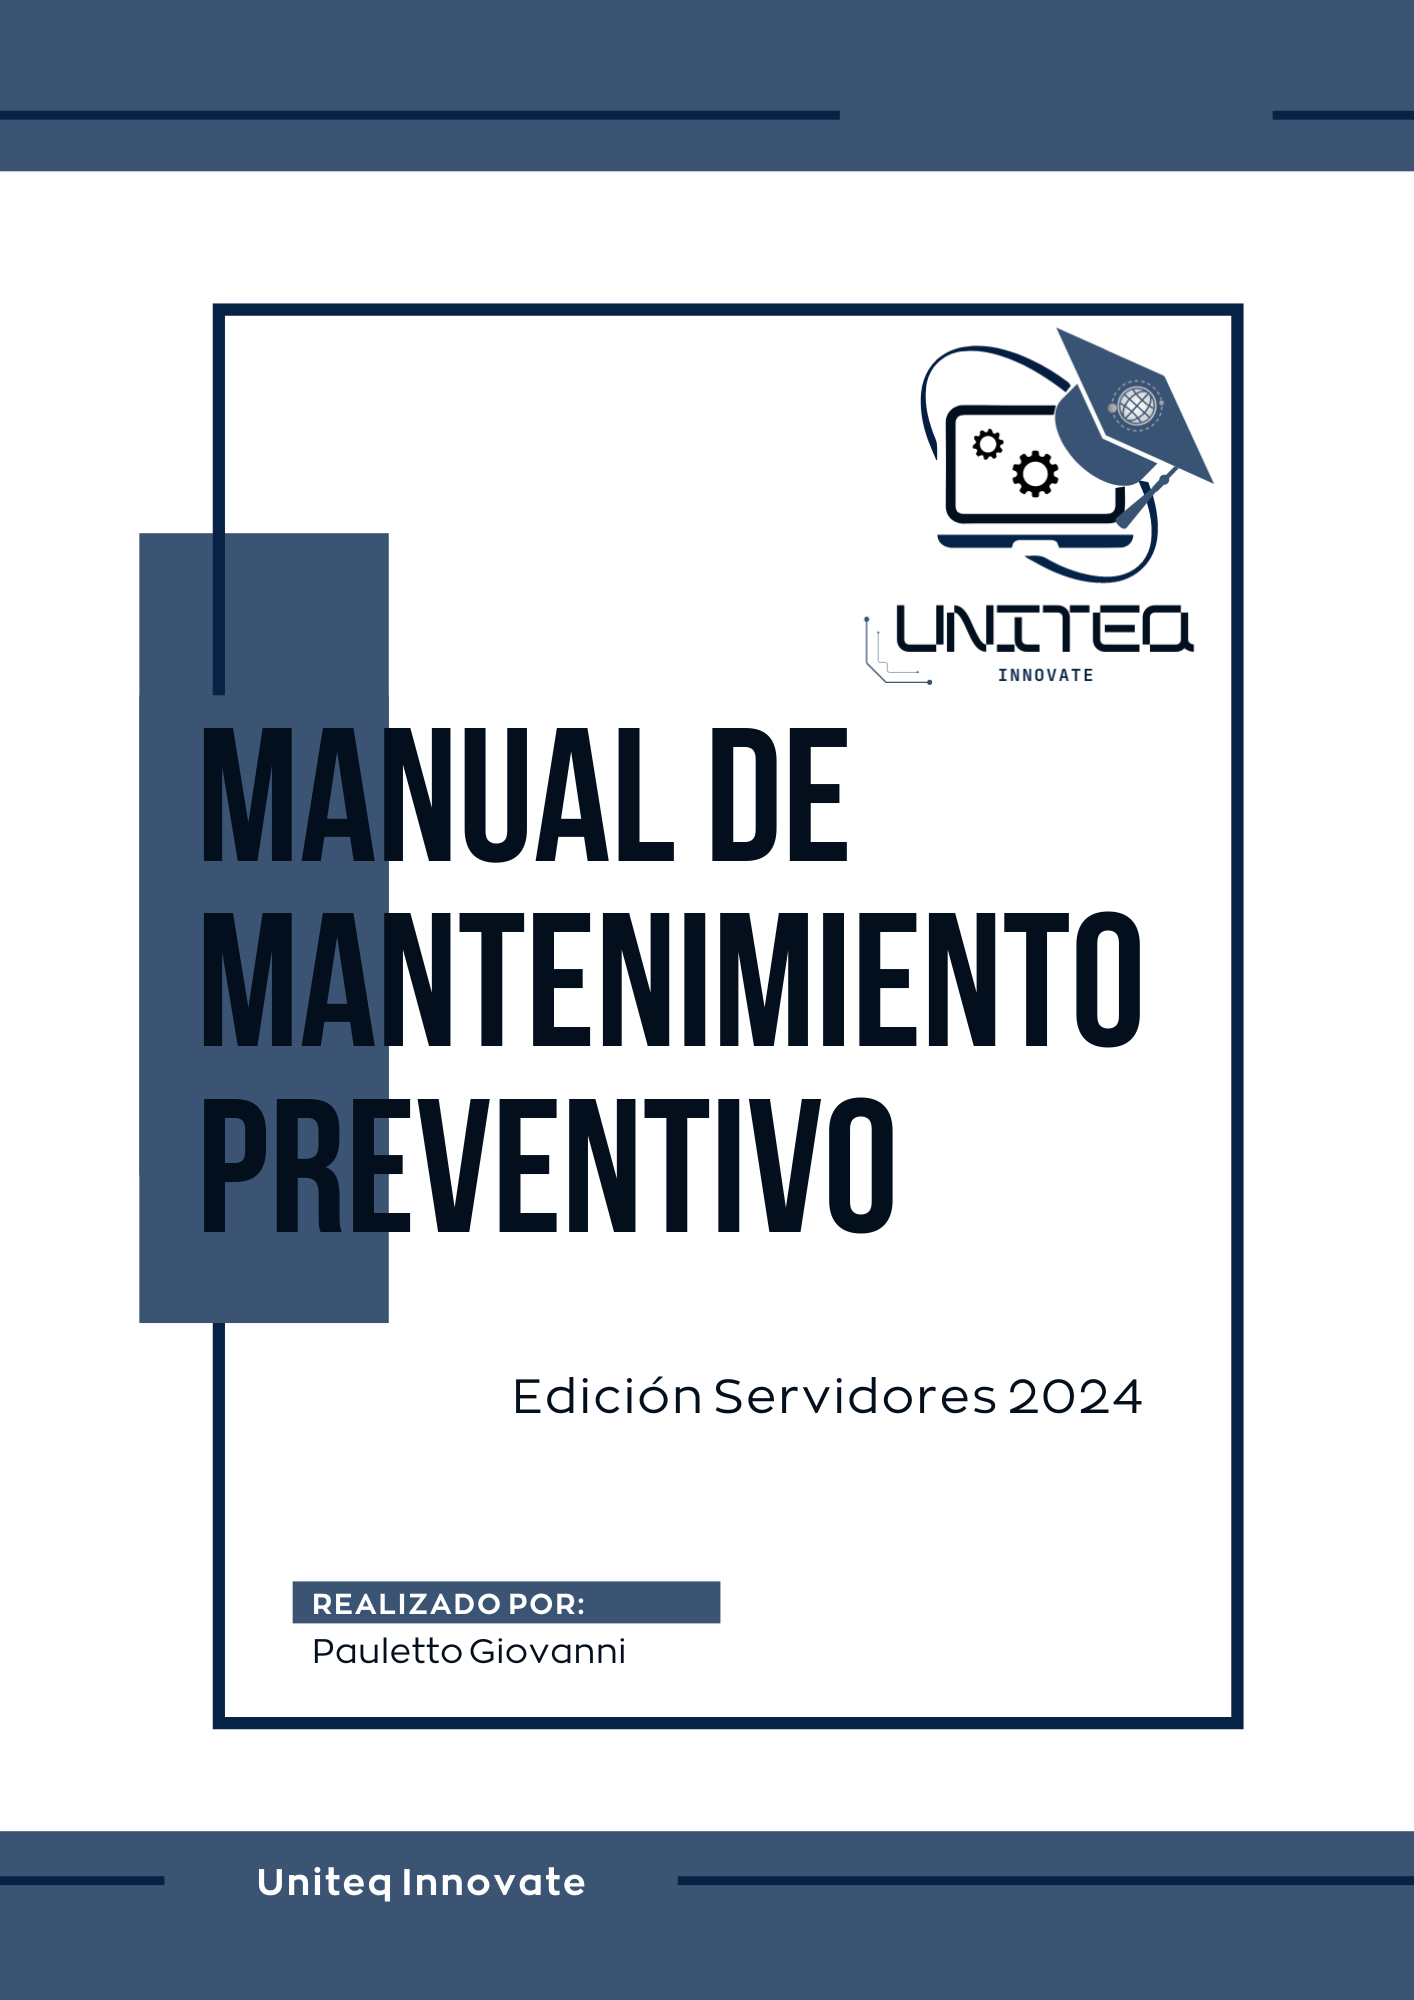 UNITEQ
INNOVATE
MANUAL DE
MANTENIMIENTO
PREVENTIVO
Edición Servidores 2024
REALIZADO POR:
Pauletto Giovanni
Uniteq Innovate